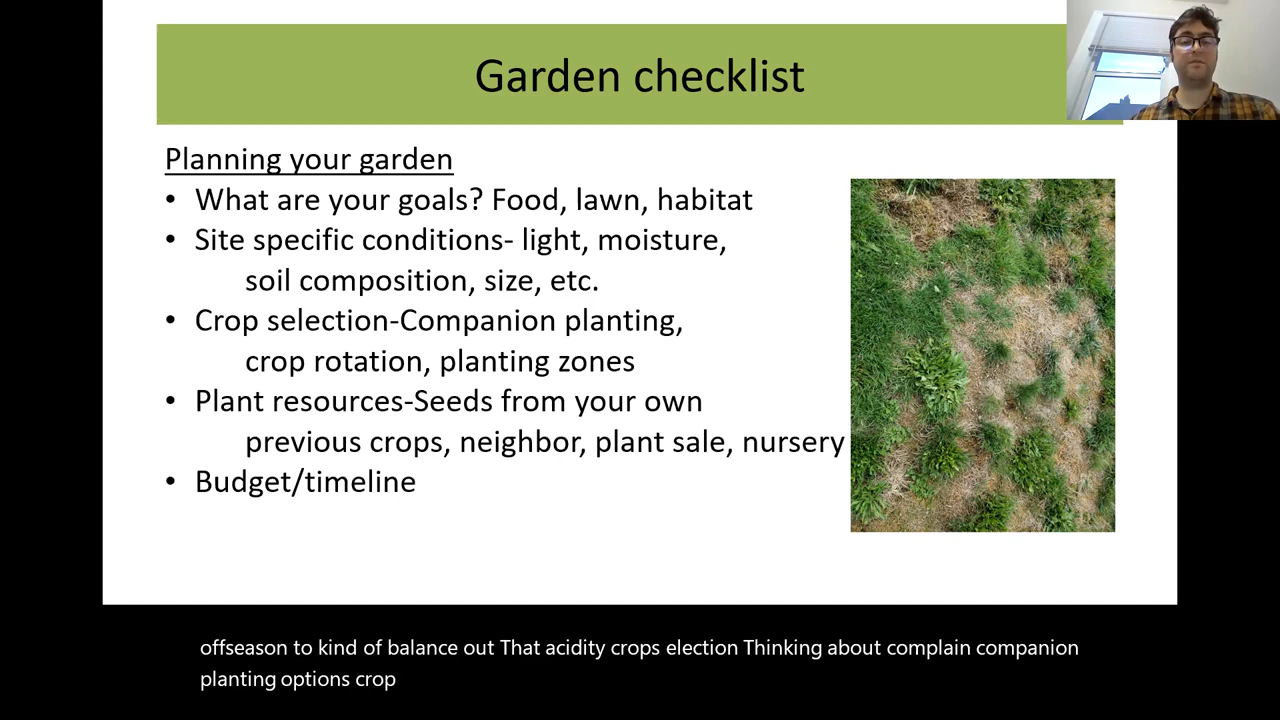 Garden checklist
Planning your garden
• What are your goals? Food, lawn, habitat
• Site specific conditions- light, moisture,
soil composition, size, etc.
• Crop selection-Companion planting,
crop rotation, planting zones
• Plant resources-Seeds from your own
previous crops, neighbor, plant sale, nursery
• Budget/timeline
offseason to kind of balance out That acidity crops election Thinking about complain companion
planting options crop